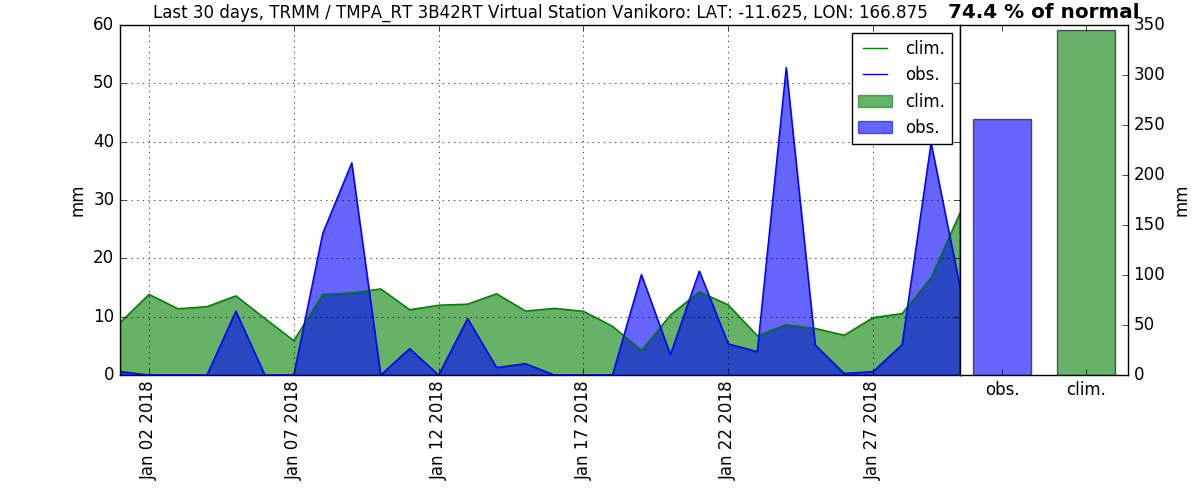 Last 30 days, TRMM / TMPA_RT 3B42RT Virtual Station Vanikoro: LAT: -11.625, LON: 166.875
74.4 % of normal
60
50
40
30
20
10
0
mm
clim.
obs.
clim.
obs.
Jan 02 2018
Jan 07 2018
Jan 12 2018
Jan 17 2018
Jan 22 2018
Jan 27 2018
350
300
250
200
150
100
50
0
mm
obs.
clim.